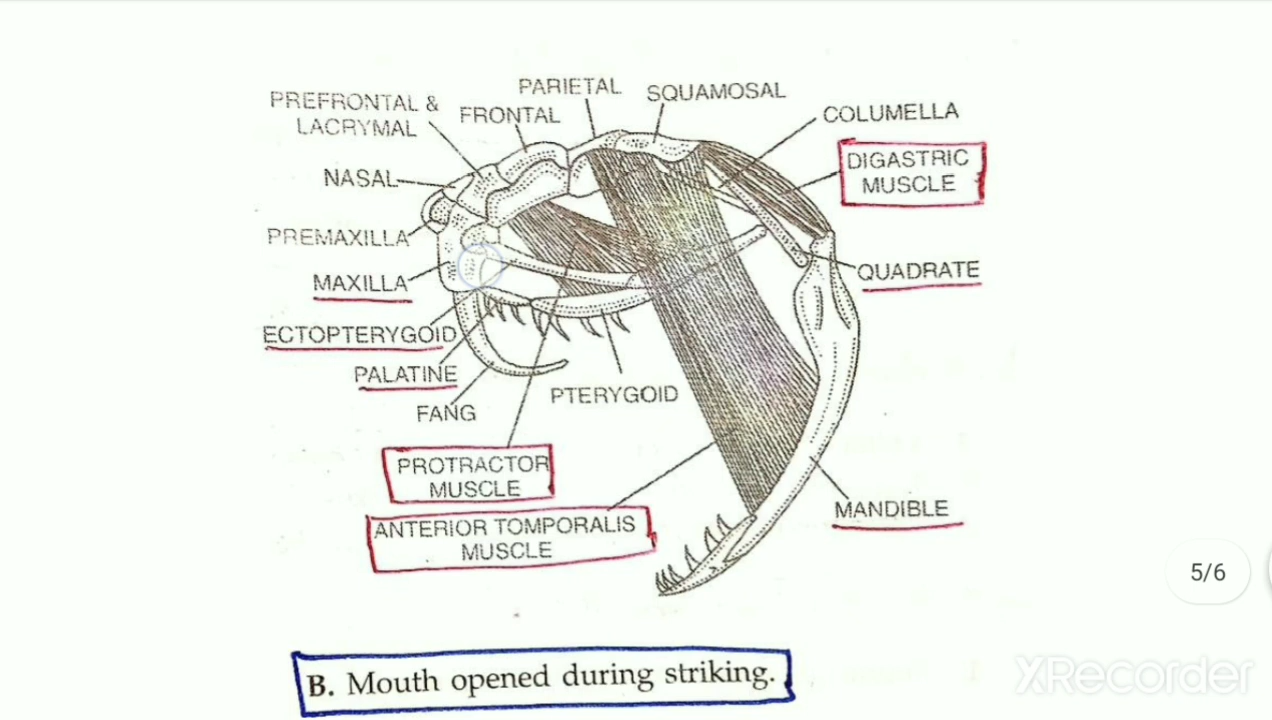 PARIETAL
SQUAMOSAL
PREFRONTAL &
LACRYMAL
FRONTAL
COLUMELLA
DIGASTRIC
MUSCLE
NASAL
PREMAXILLA
MAXILLA
QUADRATE
ECTOPTERYGOID
PALATINE
FANG
PTERYGOID
PROTRACTOR
MUSCLE
ANTERIOR TOMPORALIS
MUSCLE
MANDIBLE
5/6
B. Mouth opened during striking.
XRecorder